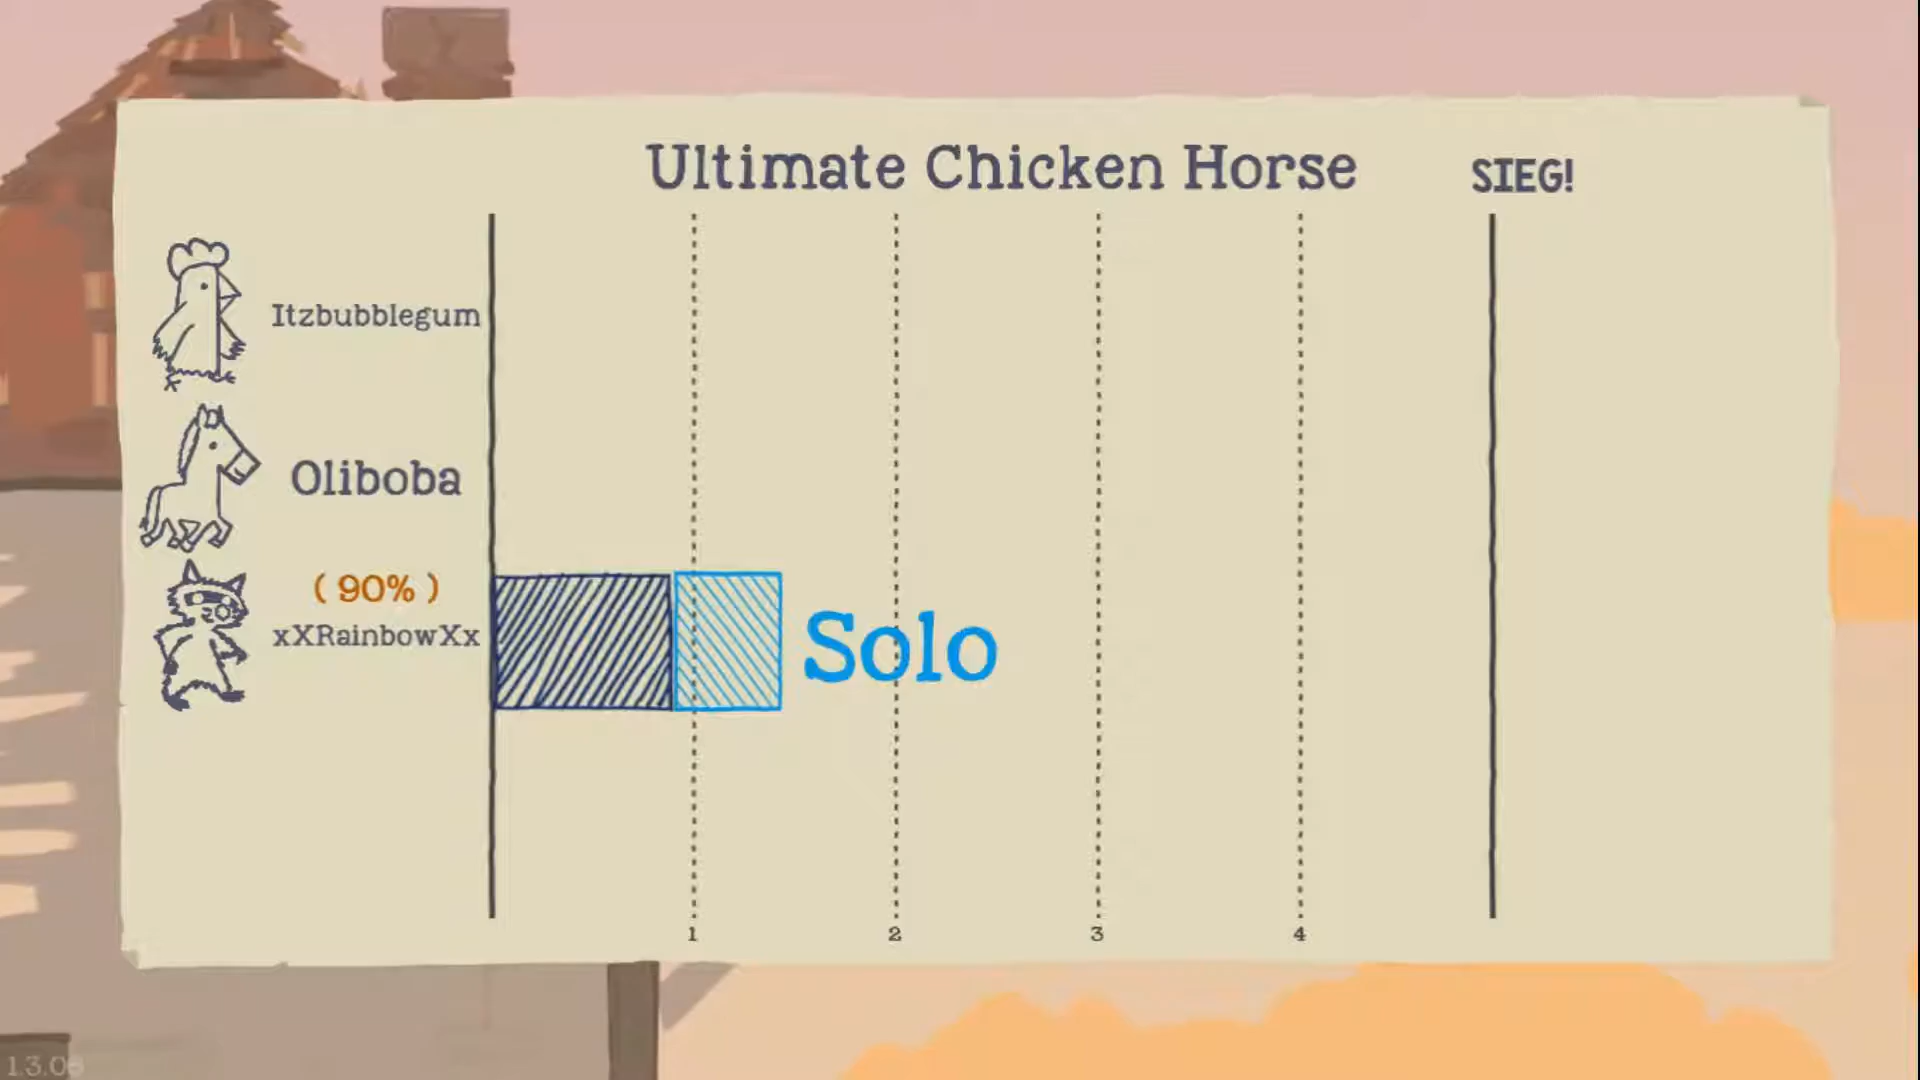 Ultimate Chicken Horse
SIEG!
Itzbubblegum
Oliboba
( 90% )
xXRainbowXx
Solo
1 2 3 4